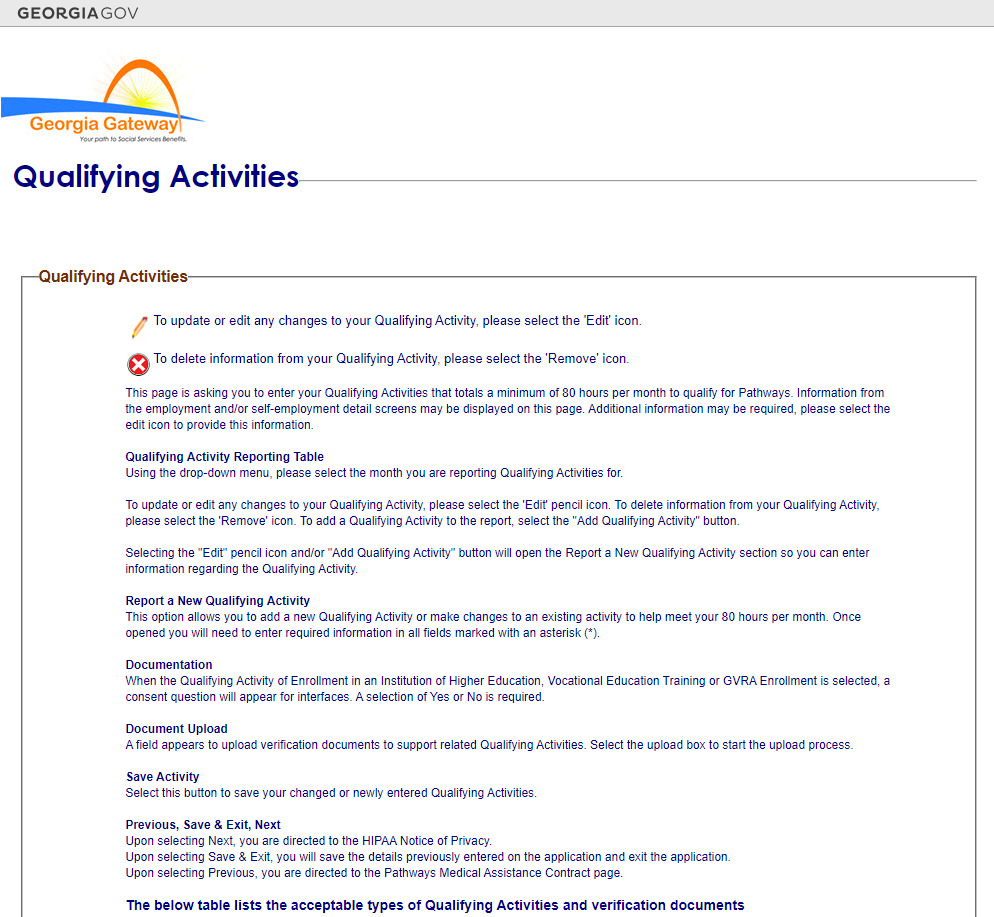 GEORGIAGOV
Georgia Gateway
Your path to Social Services Benefits.
Qualifying Activities
Qualifying Activities
To update or edit any changes to your Qualifying Activity, please select the 'Edit' icon.
To delete information from your Qualifying Activity, please select the 'Remove' icon.
This page is asking you to enter your Qualifying Activities that totals a minimum of 80 hours per month to qualify for Pathways. Information from
the employment and/or self-employment detail screens may be displayed on this page. Additional information may be required, please select the
edit icon to provide this information.
Qualifying Activity Reporting Table
Using the drop-down menu, please select the month you are reporting Qualifying Activities for.
To update or edit any changes to your Qualifying Activity, please select the 'Edit' pencil icon. To delete information from your Qualifying Activity,
please select the 'Remove' icon. To add a Qualifying Activity to the report, select the "Add Qualifying Activity" button.
Selecting the "Edit" pencil icon and/or "Add Qualifying Activity" button will open the Report a New Qualifying Activity section so you can enter
information regarding the Qualifying Activity.
Report a New Qualifying Activity
This option allows you to add a new Qualifying Activity or make changes to an existing activity to help meet your 80 hours per month. Once
opened you will need to enter required information in all fields marked with an asterisk (*).
Documentation
When the Qualifying Activity of Enrollment in an Institution of Higher Education, Vocational Education Training or GVRA Enrollment is selected, a
consent question will appear for interfaces. A selection of Yes or No is required.
Document Upload
A field appears to upload verification documents to support related Qualifying Activities. Select the upload box to start the upload process.
Save Activity
Select this button to save your changed or newly entered Qualifying Activities.
Previous, Save & Exit, Next
Upon selecting Next, you are directed to the HIPAA Notice of Privacy.
Upon selecting Save & Exit, you will save the details previously entered on the application and exit the application.
Upon selecting Previous, you are directed to the Pathways Medical Assistance Contract page.
The below table lists the acceptable types of Qualifying Activities and verification documents